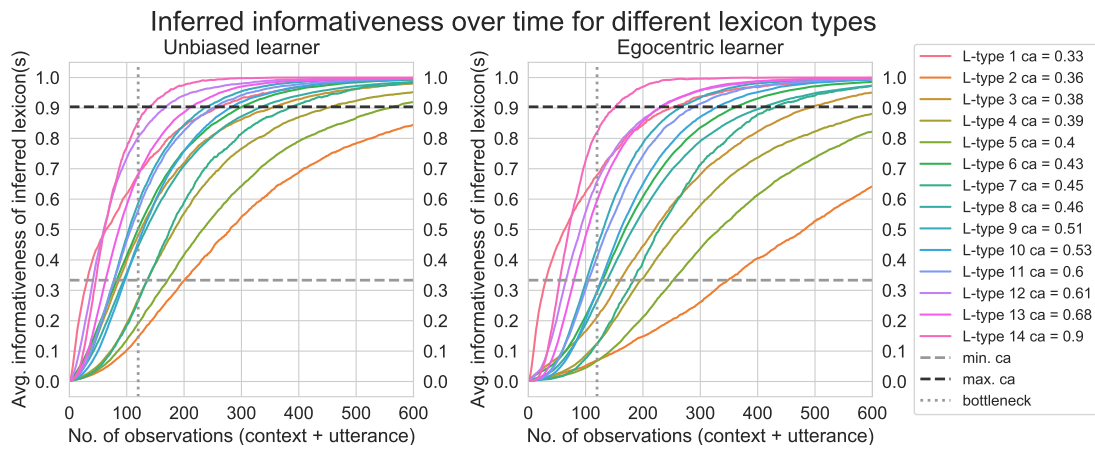 Inferred informativeness over time for different lexicon types
Unbiased learner
Avg. informativeness of inferred lexicon(s)
1.0
0.9
0.8
0.7
0.6
0.5
0.4
0.3
0.2
0.1
0.0
1.0
0.9
0.8
0.7
0.6
0.5
0.4
0.3
0.2
0.1
0.0
0 100 200 300 400 500 600
No. of observations (context + utterance)
Egocentric learner
Avg. informativeness of inferred lexicon(s)
1.0
0.9
0.8
0.7
0.6
0.5
0.4
0.3
0.2
0.1
0.0
1.0
0.9
0.8
0.7
0.6
0.5
0.4
0.3
0.2
0.1
0.0
0 100 200 300 400 500 600
No. of observations (context + utterance)
L-type 1 ca = 0.33
L-type 2 ca = 0.36
L-type 3 ca = 0.38
L-type 4 ca = 0.39
L-type 5 ca = 0.4
L-type 6 ca = 0.43
L-type 7 ca = 0.45
L-type 8 ca = 0.46
L-type 9 ca = 0.51
L-type 10 ca = 0.53
L-type 11 ca = 0.6
L-type 12 ca = 0.61
L-type 13 ca = 0.68
L-type 14 ca = 0.9
min. ca
max. ca
bottleneck